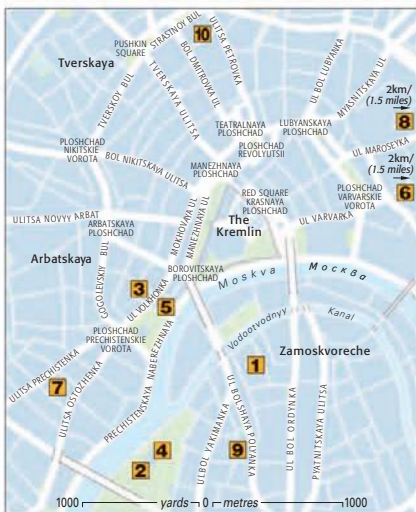 STRASTNOY BUL
10
ULITSA PETROVKA
PUSHKIN
SQUARE
Tverskaya
BOL DMITROVKA UL
UL BOL LUBYANKA
MYASNITSKAYA UL
TVERSKOY BUL
TVERSKAYA ULITSA
2km/
(1.5 miles)
8
TEATRALNAYA
PLOSHCHAD
LUBYANSKAYA
PLOSHCHAD
PLOSHCHAD
NIKITSKIE
VOROTA
PLOSHCHAD
REVOLYUTSII
UL MAROSEYKA
BOL NIKITSKAYA ULITSA
MANEZHNAYA
PLOSHCHAD
2km/
(1.5 miles)
6
RED SQUARE
KRASNAYA
PLOSHCHAD
PLOSHCHAD
VARVARSKIE
VOROTA
ULITSA NOVYY ARBAT
ARBATSKAYA
PLOSHCHAD
MOKHOVAYA UL
MANEZHNAYA UL
The
Kremlin
UL VARVARKA
Arbatskaya
GOGOLEVSKIY BUL
BOROVITSKAYA
PLOSHCHAD
Moskva
Москва
3
UL VOLKHONKA
5
Vodootvodnyy
Kanal
PLOSHCHAD
PRECHISTENSKIE
VOROTA
Zamoskvoreche
1
ULITSA PRECHISTENKA
7
ULITSA OSTOZHENKA
PRECHISTENSKAYA NABEREZHNAYA
UL BOL YAKIMANKA
UL BOLSHAYA POLYANKA
UL BOL ORDYNKA
PYATNITSKAYA ULITSA
4
2
9
1000 yards 0 metres 1000